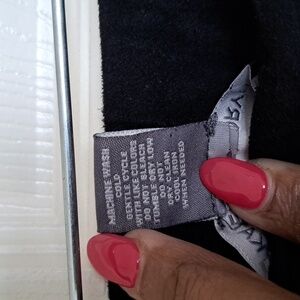 MACHINE WASH
COLD
GENTLE CYCLE
WITH LIKE COLORS
DO NOT BLEACH
TUMBLE DRY LOW
DO NOT
DRY CLEAN
COOL IRON
WHEN NEEDED